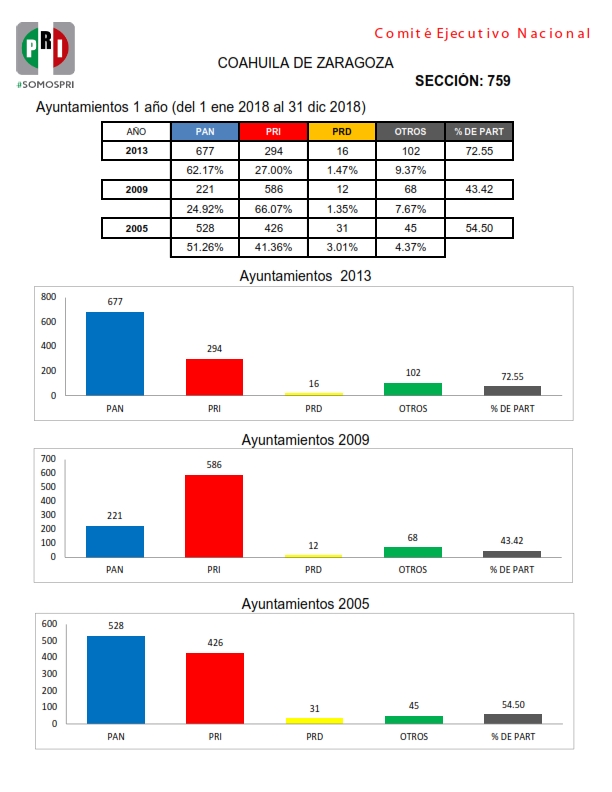 PRI
#SOMOSPRI
Comité Ejecutivo Nacional
COAHUILA DE ZARAGOZA
SECCIÓN: 759
Ayuntamientos 1 año (del 1 ene 2018 al 31 dic 2018)
AÑO PAN PRI PRD OTROS % DE PART
2013 677 294 16 102 72.55
62.17% 27.00% 1.47% 9.37%
2009 221 586 12 68 43.42
24.92% 66.07% 1.35% 7.67%
2005 528 426 31 45 54.50
51.26% 41.36% 3.01% 4.37%
Ayuntamientos 2013
800
677
600
400
294
200
16 102 72.55
0
PAN PRI PRD OTROS % DE PART
Ayuntamientos 2009
700
600
586
500
400
300
221
200
100
12 68 43.42
0
PAN PRI PRD OTROS % DE PART
Ayuntamientos 2005
600
528
500
426
400
300
200
100
31 45 54.50
0
PAN PRI PRD OTROS % DE PART